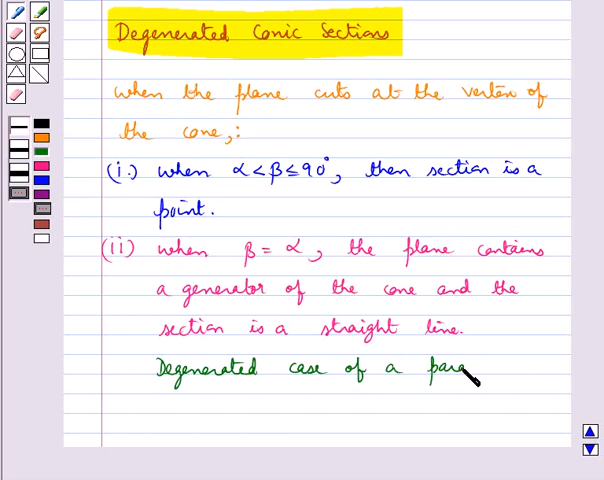 Degenerated Conic Sections
When the plane cuts at the vertex of
the cone,:
(i.) when α < β ≤ 90°, then section is a
point.
(ii) when β = α, the plane contains
a generator of the cone and the
section is a straight line.
Degenerated case of a para